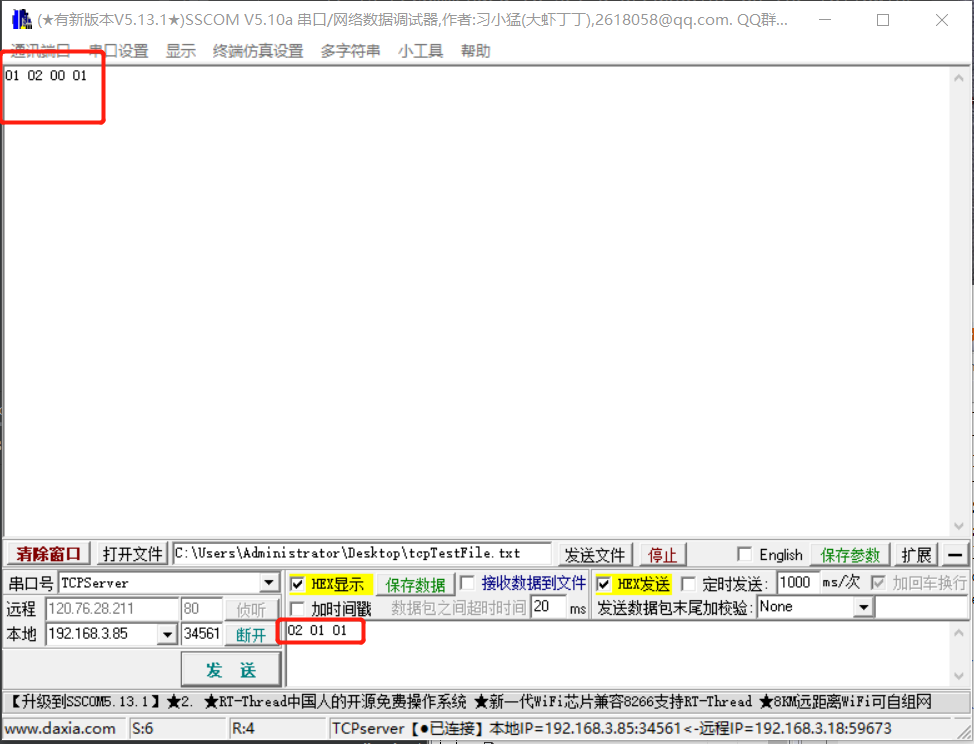 (★有新版本V5.13.1★)SSCOM V5.10a 串口/网络数据调试器,作者:习小猛(大虾丁丁),2618058@qq.com. QQ群...
通讯端口 串口设置 显示 终端仿真设置 多字符串 小工具 帮助
01 02 00 01
清除窗口 打开文件 C:\Users\Administrator\Desktop\tcpTestFile.txt 发送文件 停止 English 保存参数 扩展 —
串口号 TCPServer HEX显示 保存数据 接收数据到文件 HEX发送 定时发送: 1000 ms/次 加回车换行
远程 120.76.28.211 80 侦听 加时间戳 数据包之间超时时间 20 ms 发送数据包末尾加校验: None
本地 192.168.3.85 34561 断开 02 01 01
发 送
【升级到SSCOM5.13.1】★2. ★RT-Thread中国人的开源免费操作系统 ★新一代WiFi芯片兼容8266支持RT-Thread ★8KM远距离WiFi可自组网
www.daxia.com S:6 R:4 TCPserver【●已连接】本地IP=192.168.3.85:34561<-远程IP=192.168.3.18:59673